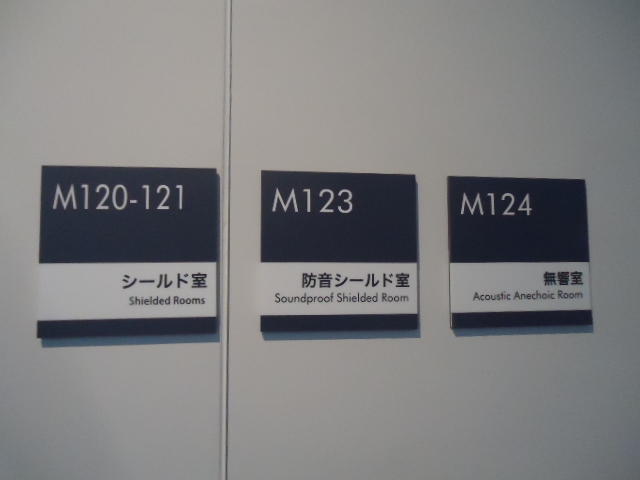 M120-121
シールド室
Shielded Rooms
M123
防音シールド室
Soundproof Shielded Room
M124
無響室
Acoustic Anechoic Room